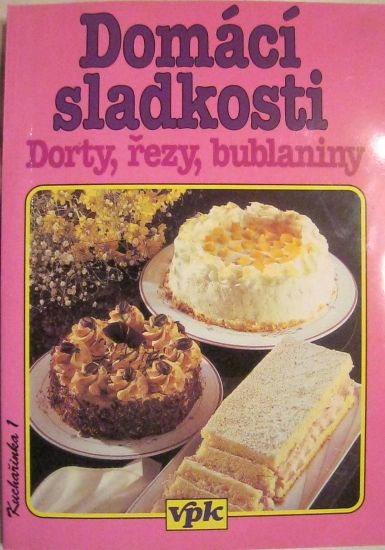 Domácí
sladkosti
Dorty, řezy, bublaniny
Kuchařinka 1
vpk